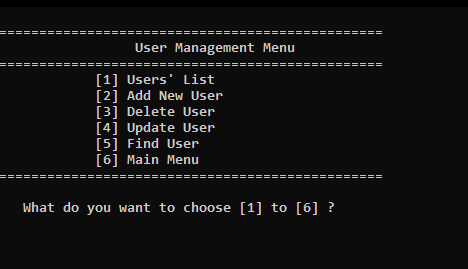 ================================================
User Management Menu
================================================
[1] Users' List
[2] Add New User
[3] Delete User
[4] Update User
[5] Find User
[6] Main Menu
================================================
What do you want to choose [1] to [6] ?